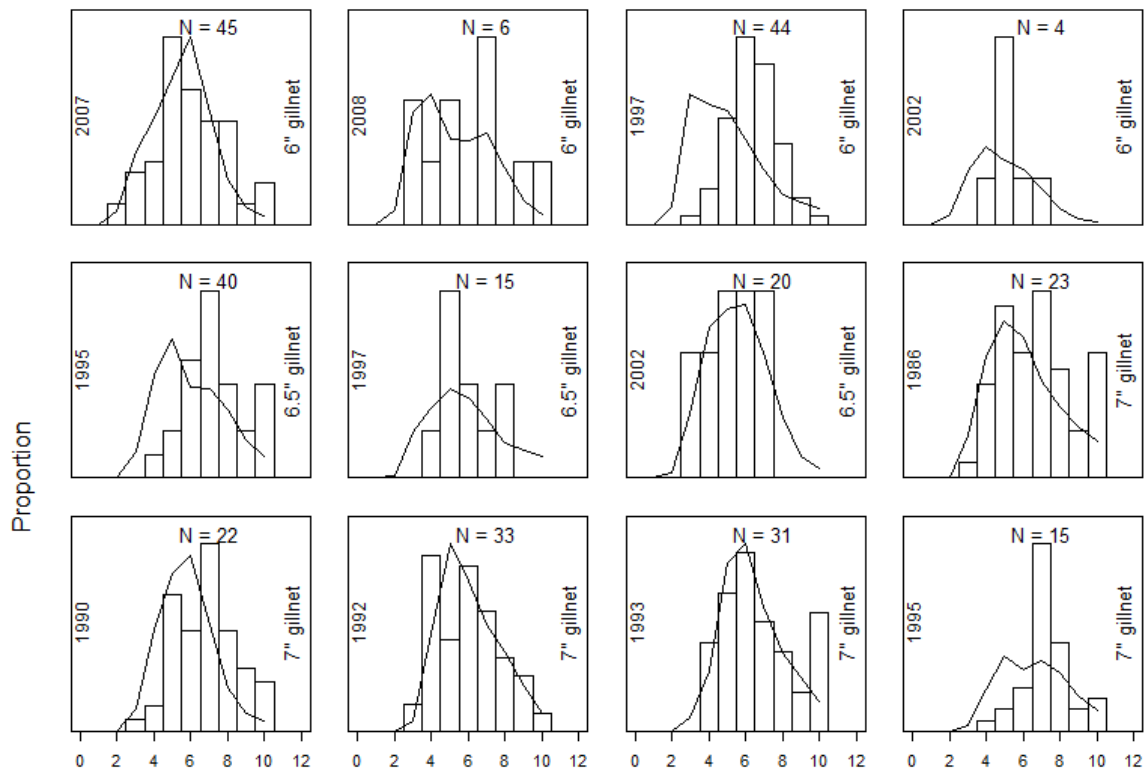 N = 45
2007
6" gillnet
N = 6
2008
6" gillnet
N = 44
1997
6" gillnet
N = 4
2002
6" gillnet
N = 40
1995
6.5" gillnet
N = 15
1997
6.5" gillnet
N = 20
2002
6.5" gillnet
N = 23
1986
7" gillnet
Proportion
N = 22
1990
7" gillnet
N = 33
1992
7" gillnet
N = 31
1993
7" gillnet
N = 15
1995
7" gillnet
0 2 4 6 8 10 12 0 2 4 6 8 10 12 0 2 4 6 8 10 12 0 2 4 6 8 10 12